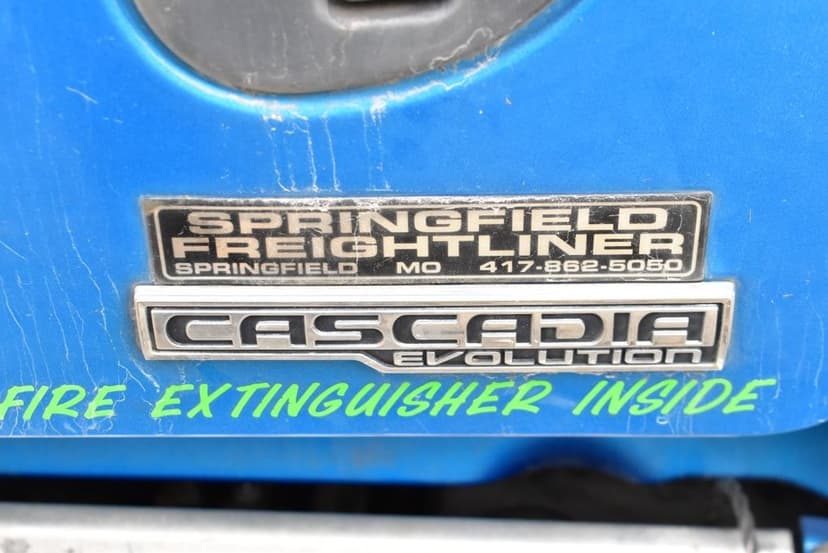 SPRINGFIELD
FREIGHTLINER
SPRINGFIELD MO 417-862-5050
CASCADIA
EVOLUTION
FIRE EXTINGUISHER INSIDE